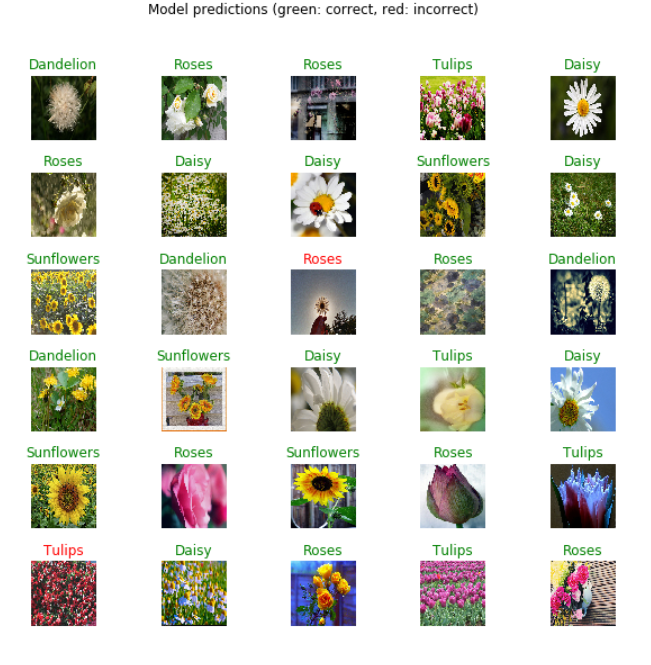 Model predictions (green: correct, red: incorrect)
Dandelion Roses Roses Tulips Daisy
Roses Daisy Daisy Sunflowers Daisy
Sunflowers Dandelion Roses Roses Dandelion
Dandelion Sunflowers Daisy Tulips Daisy
Sunflowers Roses Sunflowers Roses Tulips
Tulips Daisy Roses Tulips Roses